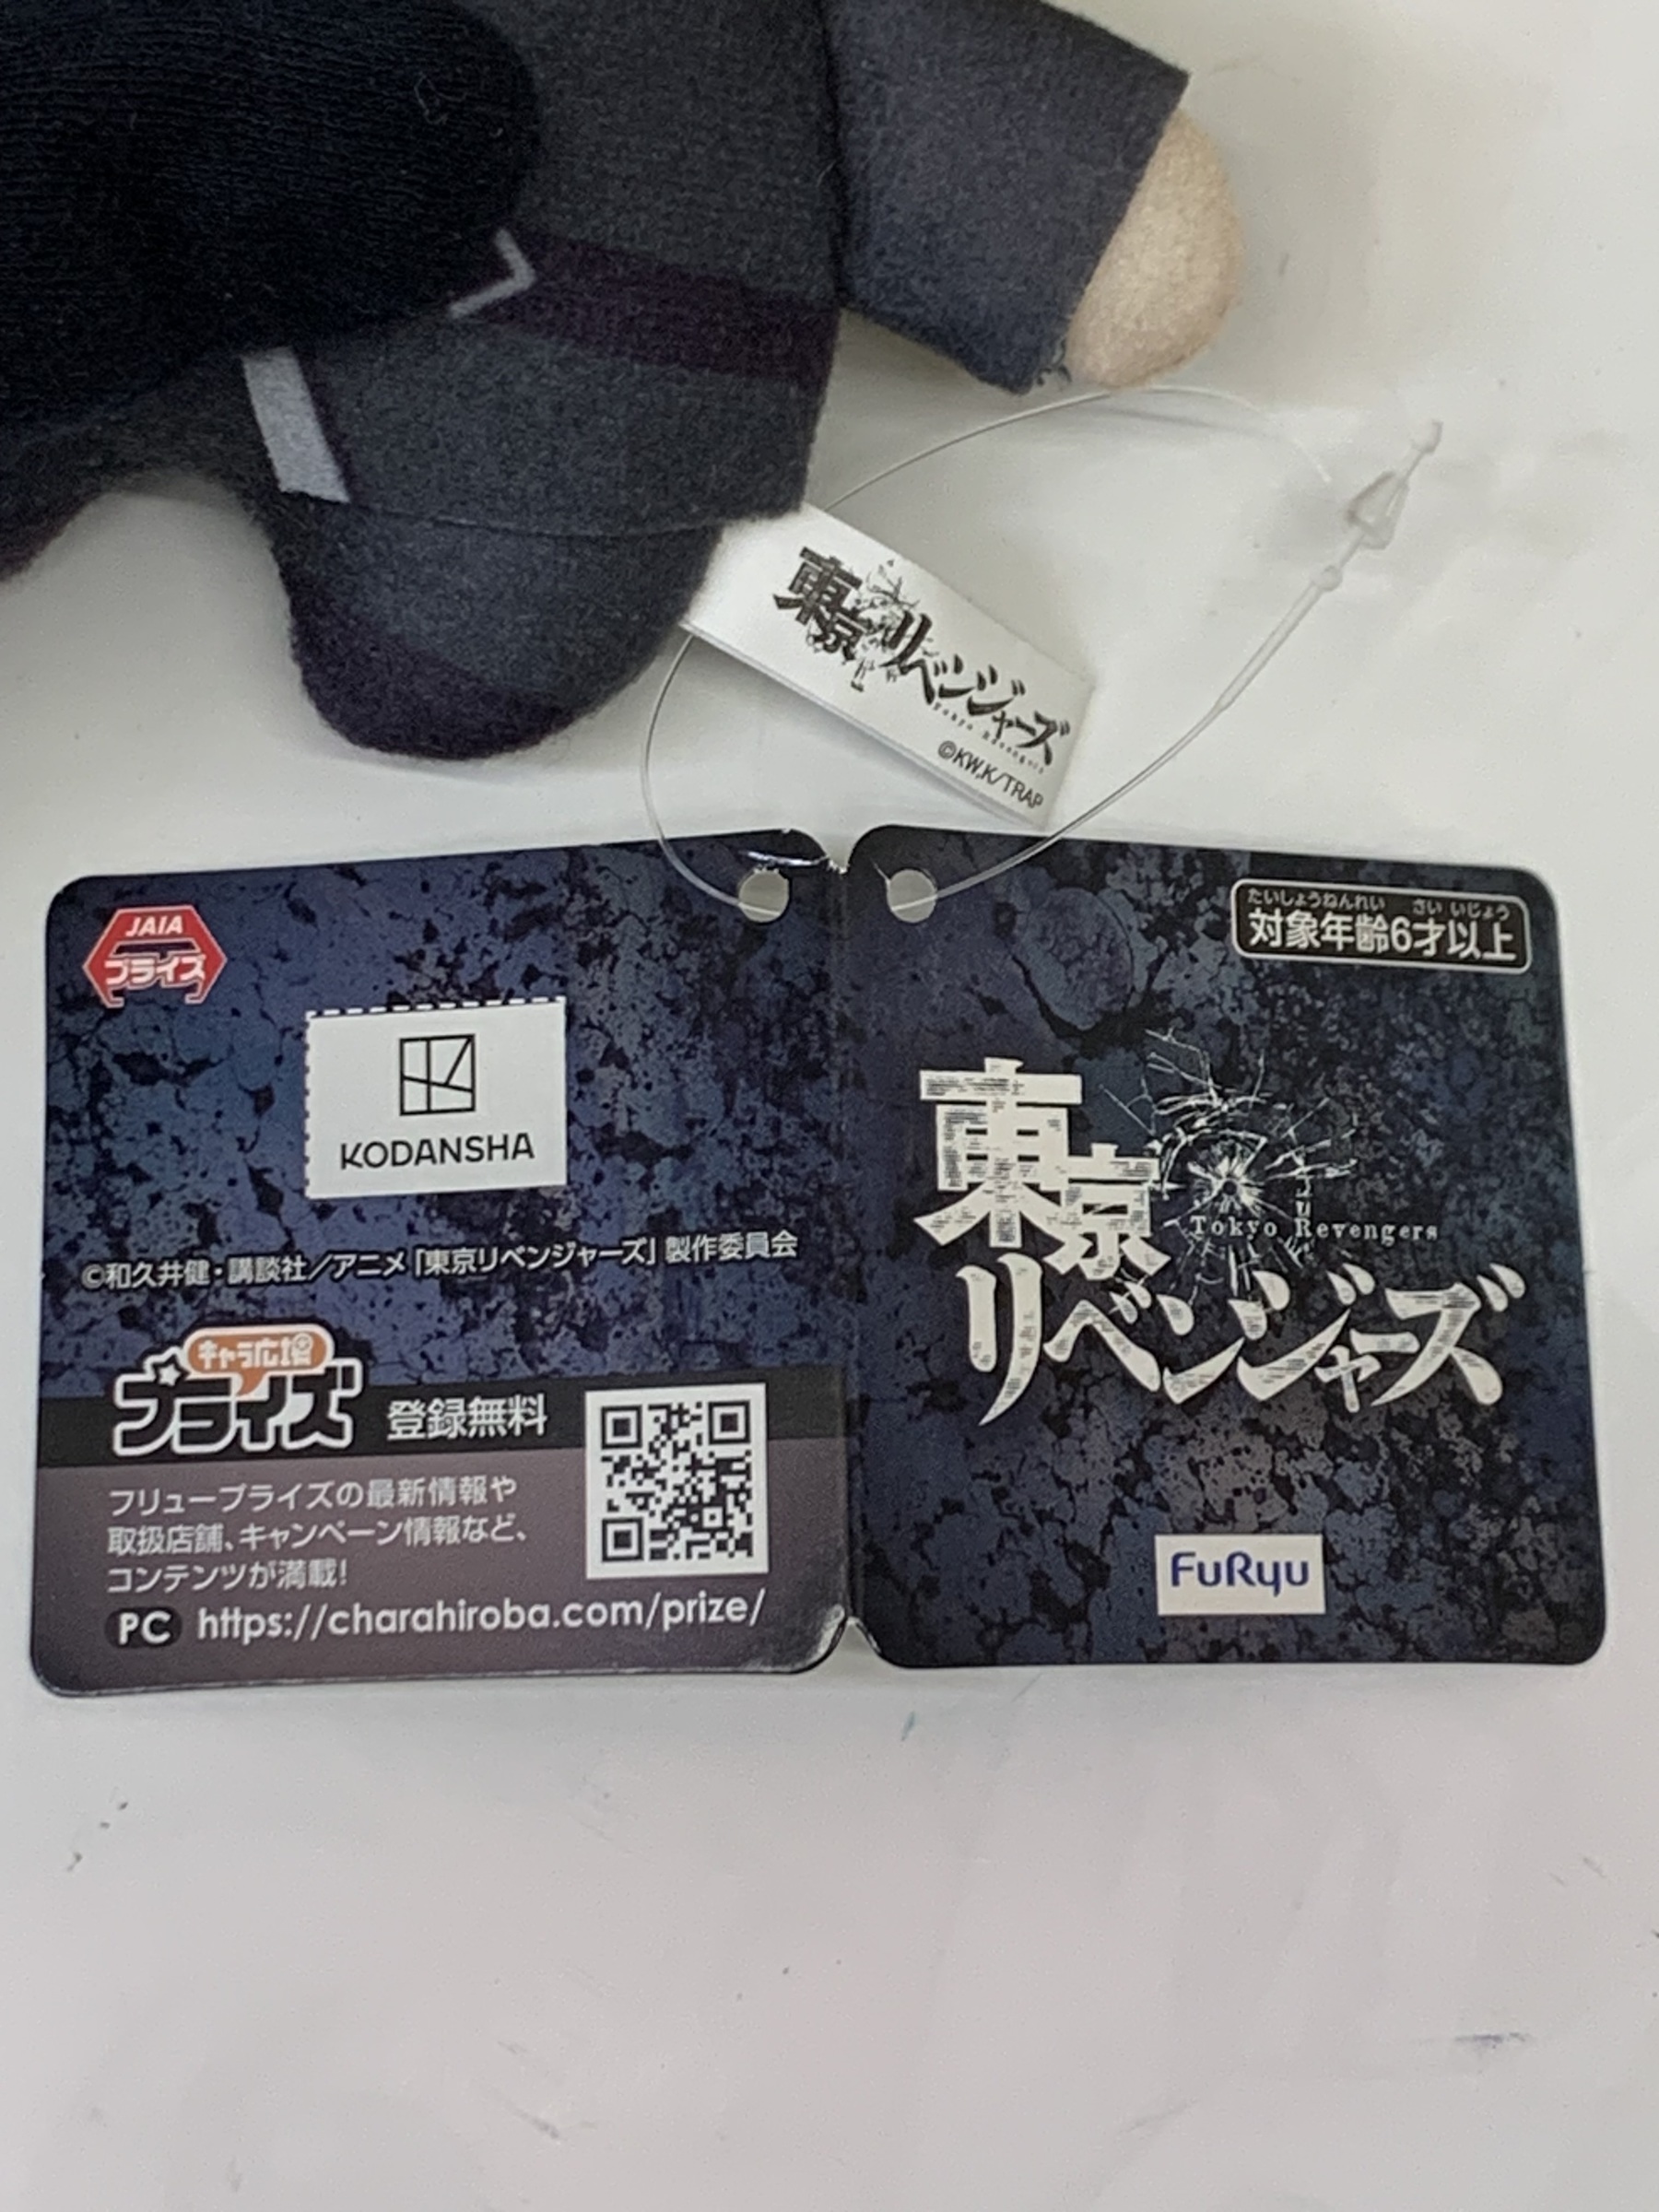 東京リベンジャーズ
Tokyo Revengers
©KW,K/TRAP
JAIA
プライズ
KODANSHA
©和久井健・講談社／アニメ「東京リベンジャーズ」製作委員会
キャラ広場
プライズ
登録無料
フリュープライズの最新情報や
取扱店舗、キャンペーン情報など、
コンテンツが満載!
PC https://charahiroba.com/prize/
たいしょうねんれい さい いじょう
対象年齢6才以上
東京
Tokyo Revengers
リベンジャーズ
FuRyu